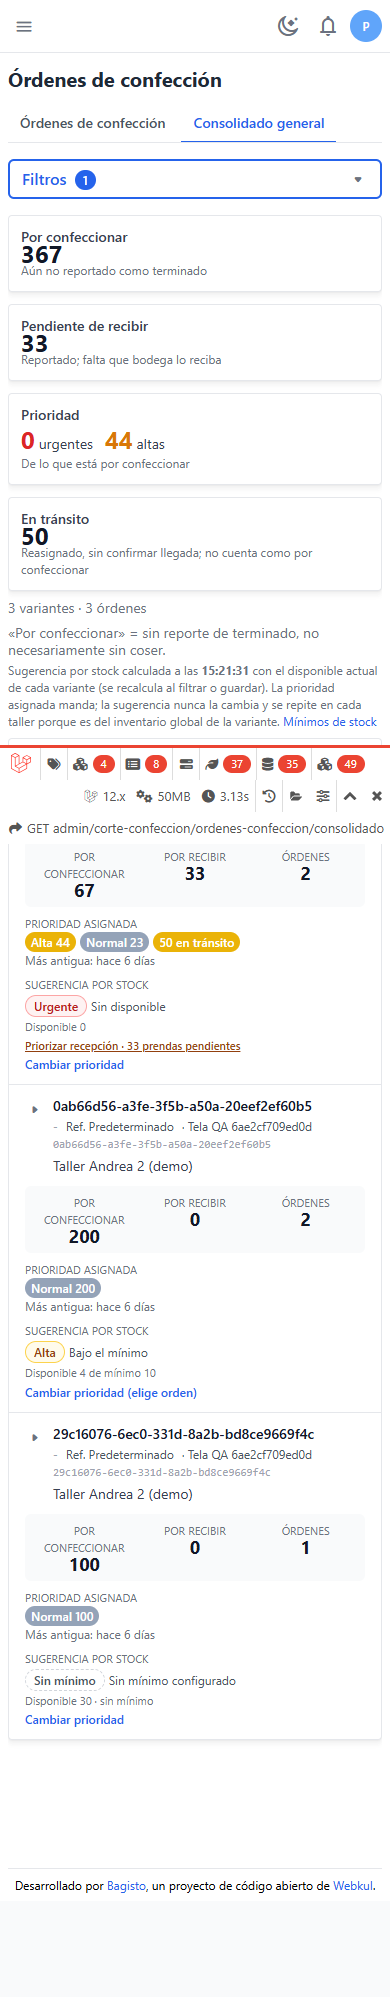 P
Órdenes de confección
Órdenes de confección
Consolidado general
Filtros 1
Por confeccionar
367
Aún no reportado como terminado
Pendiente de recibir
33
Reportado; falta que bodega lo reciba
Prioridad
0 urgentes 44 altas
De lo que está por confeccionar
En tránsito
50
Reasignado, sin confirmar llegada; no cuenta como por
confeccionar
3 variantes · 3 órdenes
«Por confeccionar» = sin reporte de terminado, no
necesariamente sin coser.
Sugerencia por stock calculada a las 15:21:31 con el disponible actual
de cada variante (se recalcula al filtrar o guardar). La prioridad
asignada manda; la sugerencia nunca la cambia y se repite en cada
taller porque es del inventario global de la variante. Mínimos de stock
4 8 37 35 49
12.x 50MB 3.13s
GET admin/corte-confeccion/ordenes-confeccion/consolidado
POR
CONFECCIONAR
67
POR RECIBIR
33
ÓRDENES
2
PRIORIDAD ASIGNADA
Alta 44 Normal 23 50 en tránsito
Más antigua: hace 6 días
SUGERENCIA POR STOCK
Urgente Sin disponible
Disponible 0
Priorizar recepción · 33 prendas pendientes
Cambiar prioridad
0ab66d56-a3fe-3f5b-a50a-20eef2ef60b5
- Ref. Predeterminado · Tela QA 6ae2cf709ed0d
0ab66d56-a3fe-3f5b-a50a-20eef2ef60b5
Taller Andrea 2 (demo)
POR
CONFECCIONAR
200
POR RECIBIR
0
ÓRDENES
2
PRIORIDAD ASIGNADA
Normal 200
Más antigua: hace 6 días
SUGERENCIA POR STOCK
Alta Bajo el mínimo
Disponible 4 de mínimo 10
Cambiar prioridad (elige orden)
29c16076-6ec0-331d-8a2b-bd8ce9669f4c
- Ref. Predeterminado · Tela QA 6ae2cf709ed0d
29c16076-6ec0-331d-8a2b-bd8ce9669f4c
Taller Andrea 2 (demo)
POR
CONFECCIONAR
100
POR RECIBIR
0
ÓRDENES
1
PRIORIDAD ASIGNADA
Normal 100
Más antigua: hace 6 días
SUGERENCIA POR STOCK
Sin mínimo Sin mínimo configurado
Disponible 30 · sin mínimo
Cambiar prioridad
Desarrollado por Bagisto, un proyecto de código abierto de Webkul.